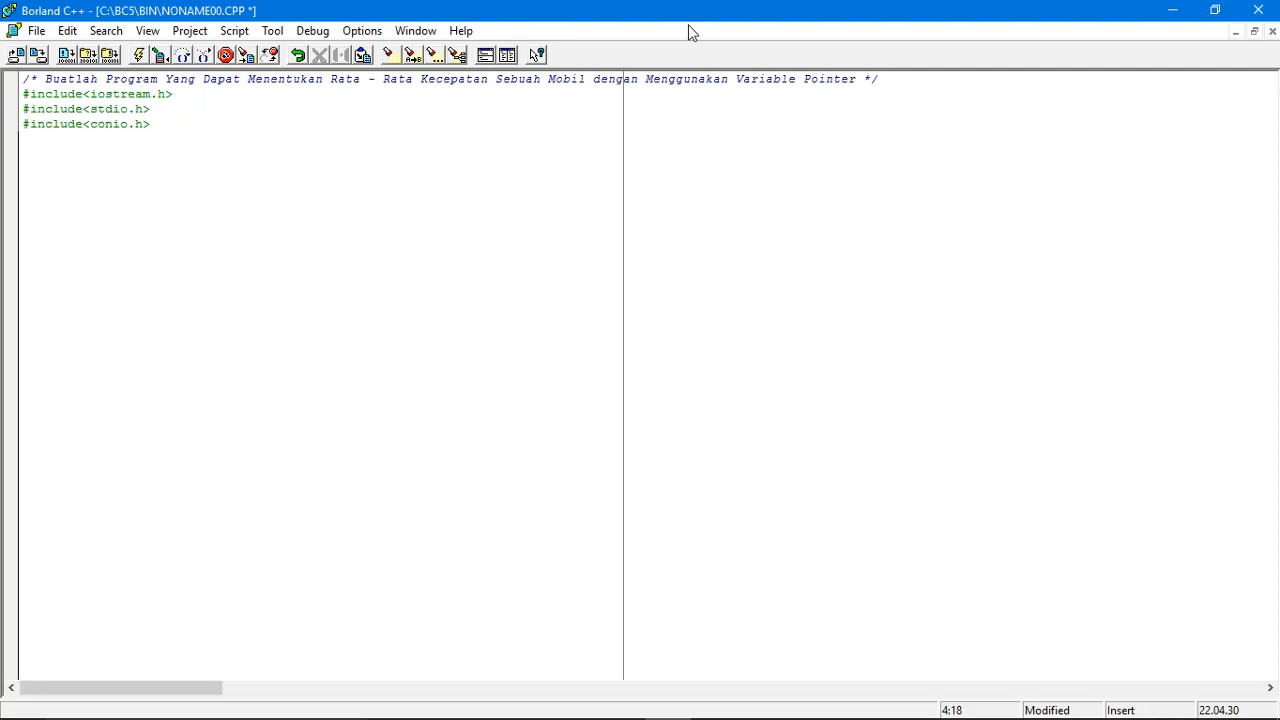 Borland C++ - [C:\BC5\BIN\NONAME00.CPP *]
File Edit Search View Project Script Tool Debug Options Window Help
/* Buatlah Program Yang Dapat Menentukan Rata - Rata Kecepatan Sebuah Mobil dengan Menggunakan Variable Pointer */
#include<iostream.h>
#include<stdio.h>
#include<conio.h>
4:18 Modified Insert 22.04.30